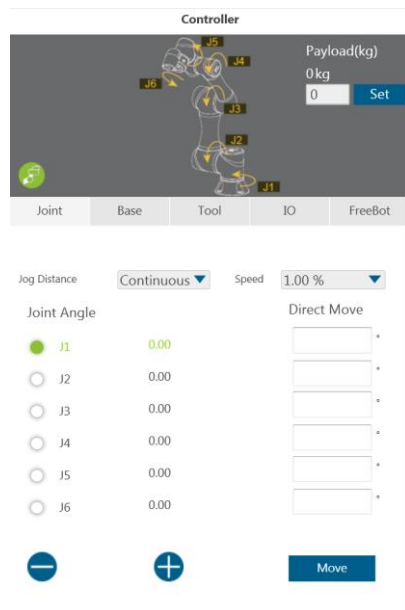 Controller
J5
Payload(kg)
J4
0kg
J6
0
Set
J3
J2
J1
Joint
Base
Tool
IO
FreeBot
Jog Distance
Continuous
Speed
1.00 %
Joint Angle
Direct Move
J1
0.00
°
J2
0.00
°
J3
0.00
°
J4
0.00
°
J5
0.00
°
J6
0.00
°
Move